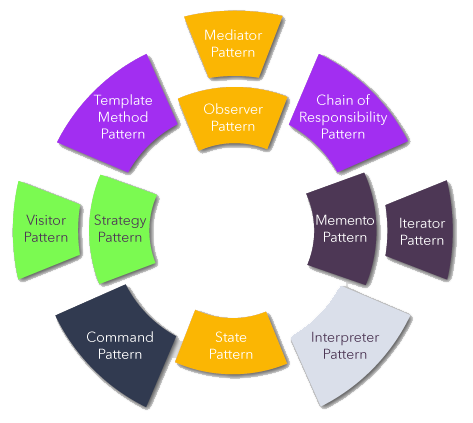 Mediator
Pattern
Observer
Pattern
Template
Method
Pattern
Chain of
Responsibility
Pattern
Visitor
Pattern
Strategy
Pattern
Memento
Pattern
Iterator
Pattern
Command
Pattern
State
Pattern
Interpreter
Pattern